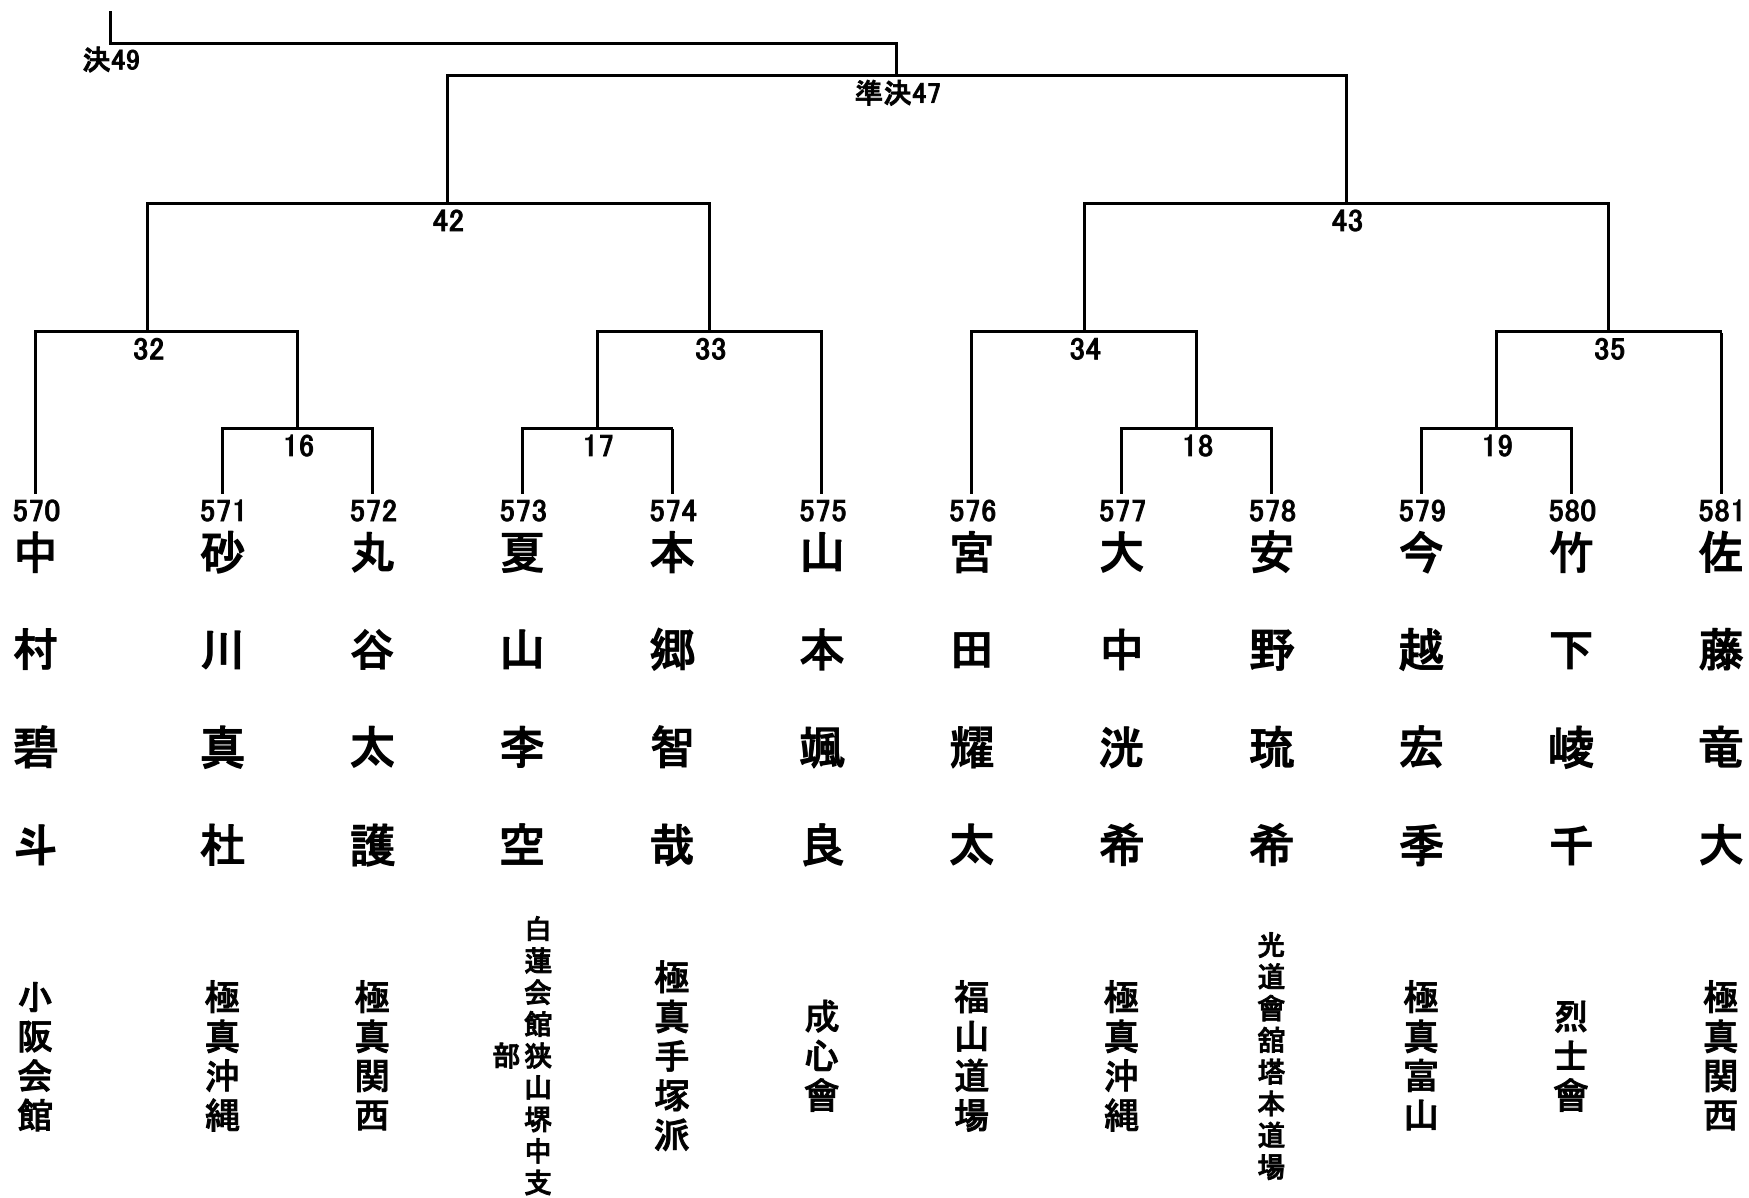 決49
準決47
42
43
32
33
34
35
16
17
18
19
570
571
572
573
574
575
576
577
578
579
580
581
中村碧斗
砂川真杜
丸谷太護
夏山李空
本郷智哉
山本颯良
宮田耀太
大中洸希
安野琉希
今越宏季
竹下崚千
佐藤竜大
小阪会館
極真沖縄
極真関西
白蓮会館狭山堺中支
部
極真手塚派
成心會
福山道場
極真沖縄
光道會舘塔本道場
極真富山
烈士會
極真関西